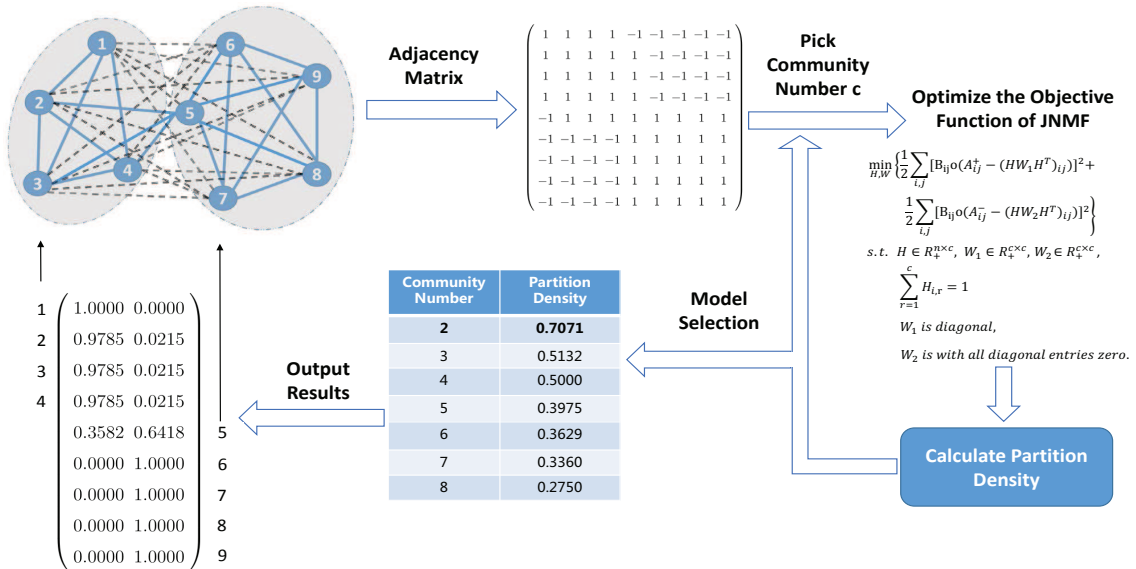 1
6
9
2
5
4
8
3
7
Adjacency
Matrix
1 1 1 1 −1 −1 −1 −1 −1
1 1 1 1 1 −1 −1 −1 −1
1 1 1 1 1 −1 −1 −1 −1
1 1 1 1 1 −1 −1 −1 −1
−1 1 1 1 1 1 1 1 1
−1 −1 −1 −1 1 1 1 1 1
−1 −1 −1 −1 1 1 1 1 1
−1 −1 −1 −1 1 1 1 1 1
−1 −1 −1 −1 1 1 1 1 1
Pick
Community
Number c
Optimize the Objective
Function of JNMF
min H,W {1/2 ∑ i,j [B_ij o(A^+_ij − (HW_1H^T)_ij)]^2 +
1/2 ∑ i,j [B_ij o(A^−_ij − (HW_2H^T)_ij)]^2}
s.t. H ∈ R_+^{n×c}, W_1 ∈ R_+^{c×c}, W_2 ∈ R_+^{c×c},
∑ r=1 c H_{i,r} = 1
W_1 is diagonal,
W_2 is with all diagonal entries zero.
Calculate Partition
Density
Model
Selection
Community Number Partition Density
2 0.7071
3 0.5132
4 0.5000
5 0.3975
6 0.3629
7 0.3360
8 0.2750
Output
Results
1 1.0000 0.0000
2 0.9785 0.0215
3 0.9785 0.0215
4 0.9785 0.0215
0.3582 0.6418 5
0.0000 1.0000 6
0.0000 1.0000 7
0.0000 1.0000 8
0.0000 1.0000 9